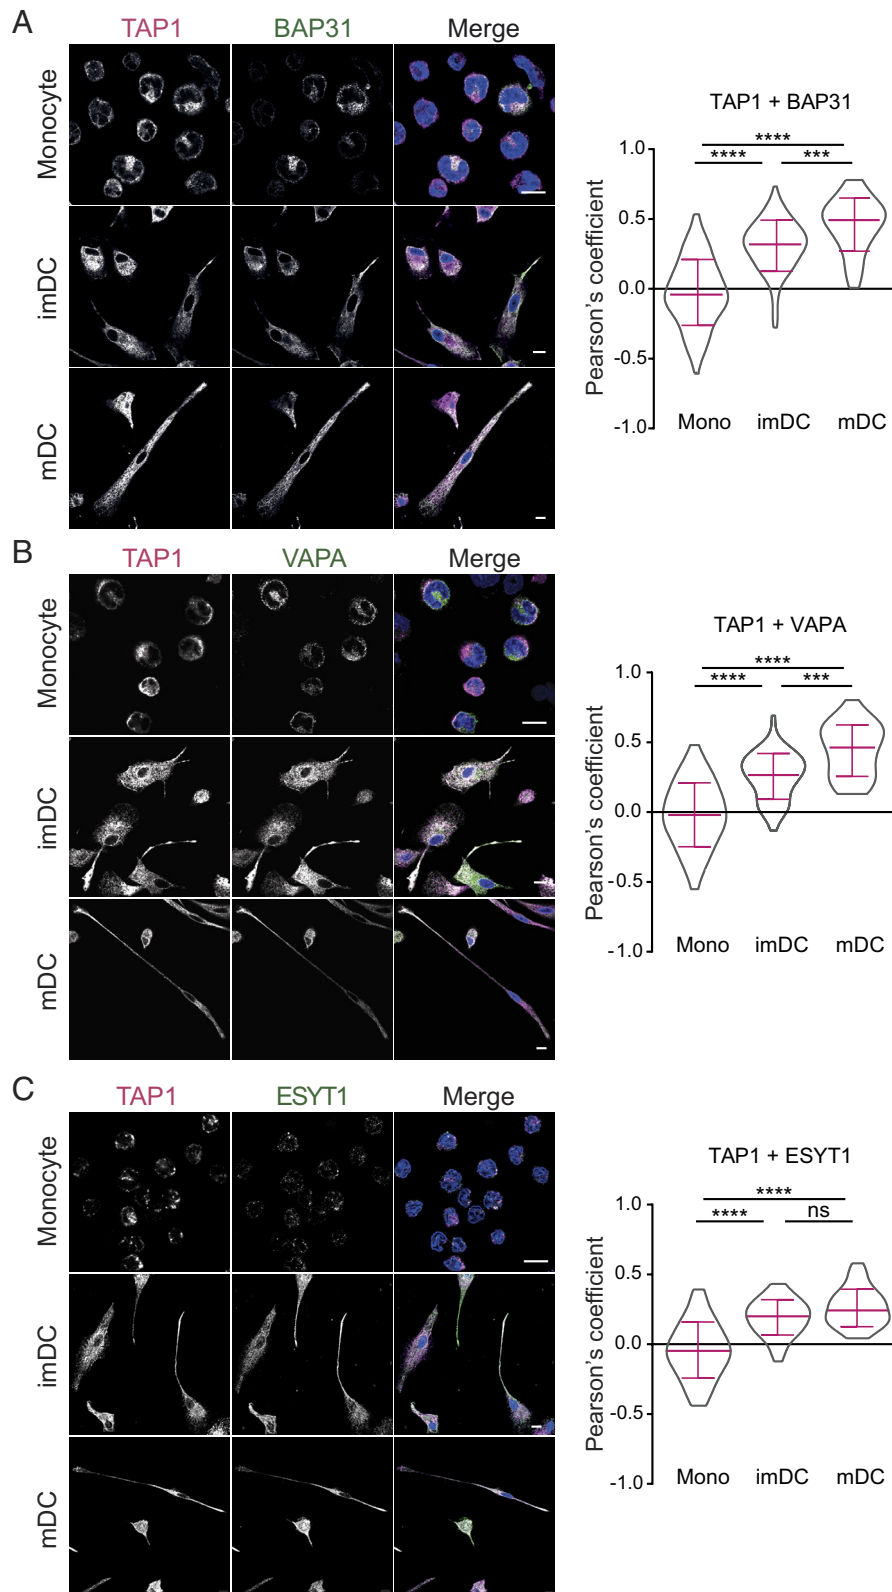 A
TAP1 BAP31 Merge
Monocyte
imDC
mDC
TAP1 + BAP31
****
**** ***
Pearson's coefficient
1.0
0.5
0.0
-0.5
-1.0
Mono imDC mDC
B
TAP1 VAPA Merge
Monocyte
imDC
mDC
TAP1 + VAPA
****
**** ***
Pearson's coefficient
1.0
0.5
0.0
-0.5
-1.0
Mono imDC mDC
C
TAP1 ESYT1 Merge
Monocyte
imDC
mDC
TAP1 + ESYT1
****
**** ns
Pearson's coefficient
1.0
0.5
0.0
-0.5
-1.0
Mono imDC mDC